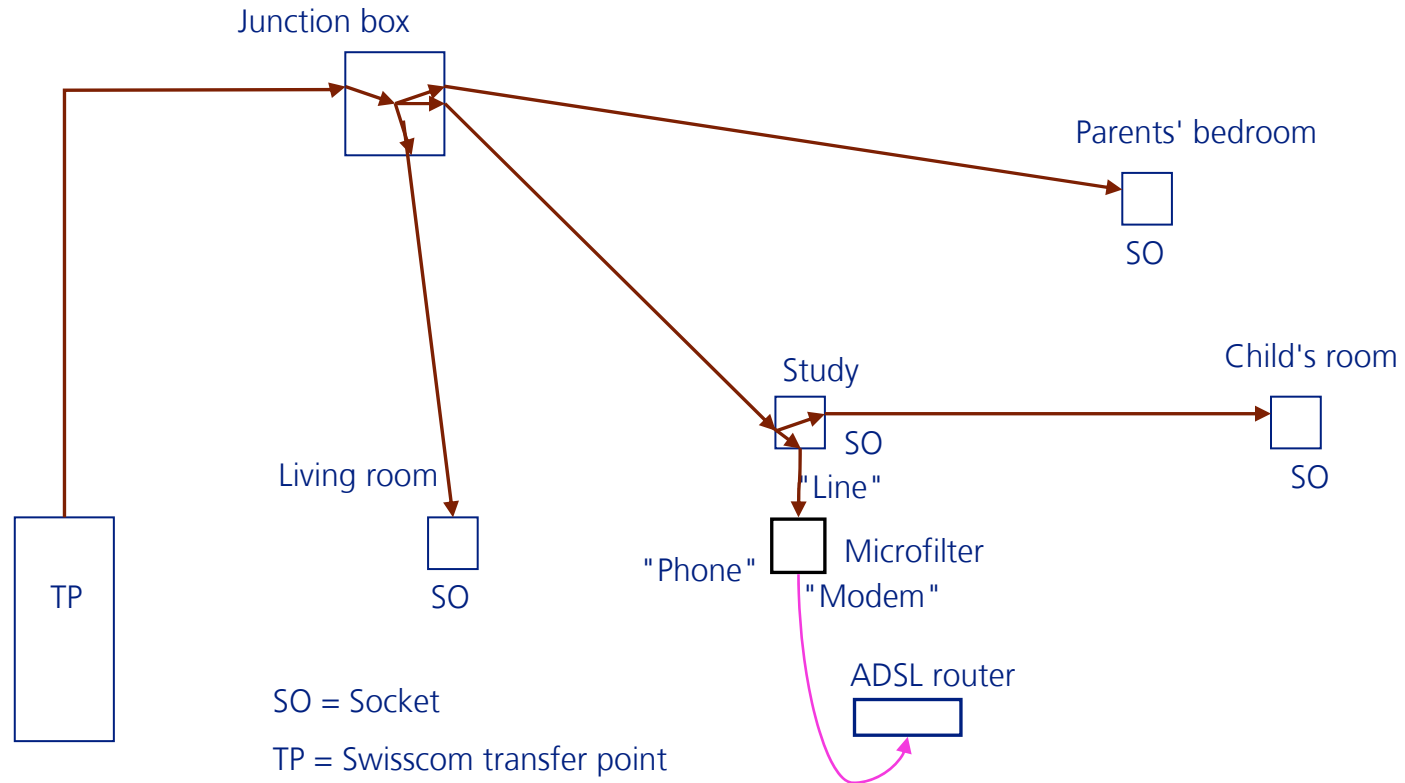 Junction box
Parents' bedroom
SO
Study
Child's room
SO
SO
Living room
"Line"
Microfilter
"Phone"
"Modem"
TP
SO
ADSL router
SO = Socket
TP = Swisscom transfer point